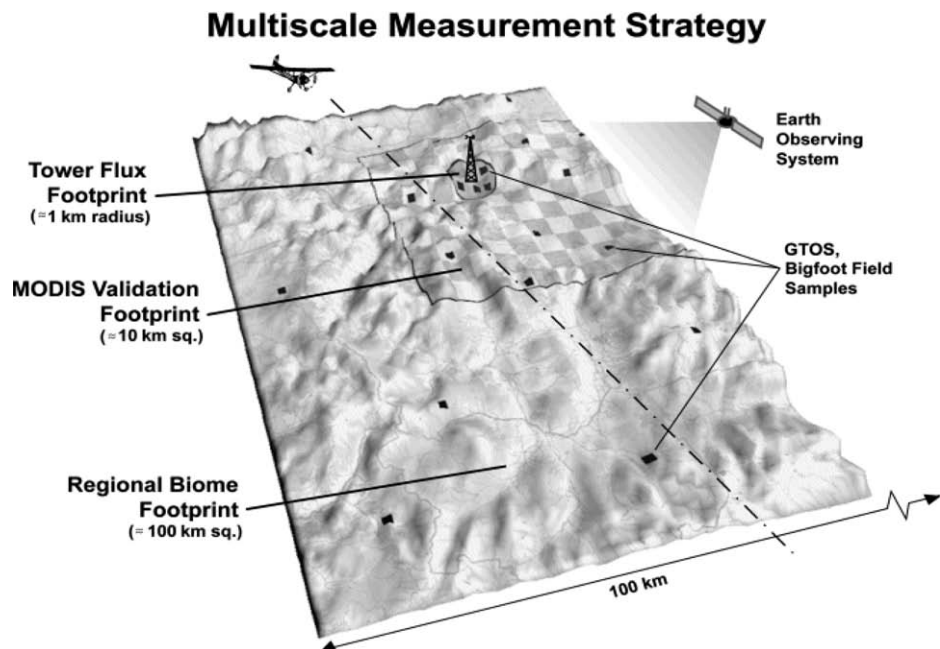 Multiscale Measurement Strategy
Earth
Observing
System
Tower Flux
Footprint
(≈1 km radius)
GTOS,
Bigfoot Field
Samples
MODIS Validation
Footprint
(≈10 km sq.)
Regional Biome
Footprint
(≈ 100 km sq.)
100 km